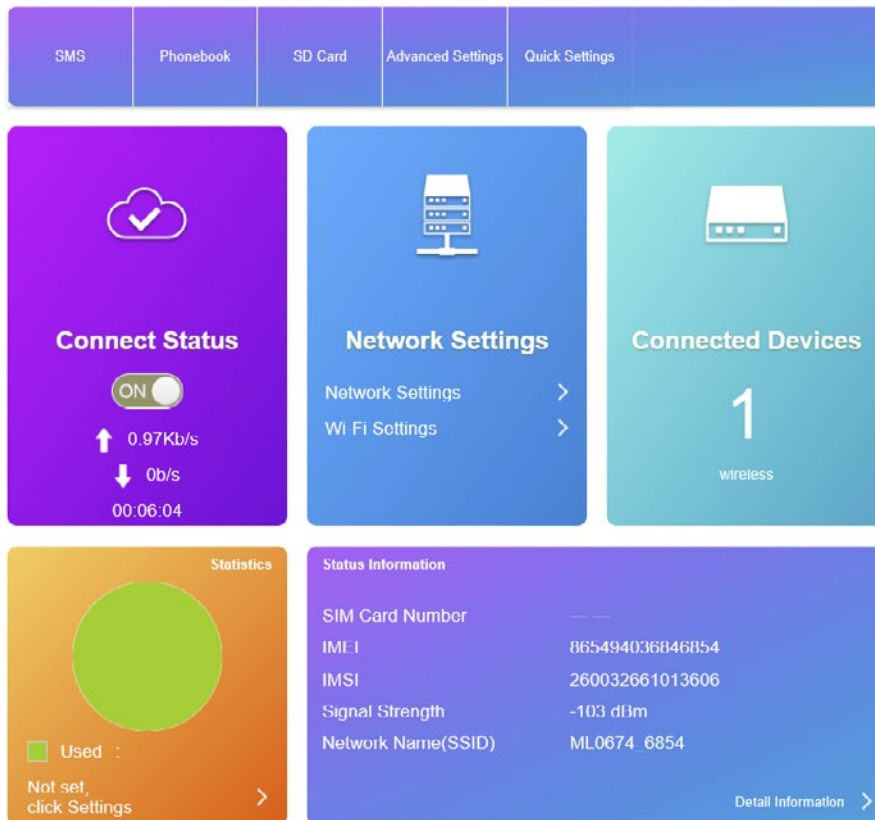 SMS
Phonebook
SD Card
Advanced Settings
Quick Settings
Connect Status
ON
0.97Kb/s
0b/s
00:06:04
Network Settings
Network Settings
Wi-Fi Settings
Connected Devices
1
wireless
Statistics
Used :
Not set,
click Settings
Status Information
SIM Card Number — —
IMEI 865494036846854
IMSI 260032661013606
Signal Strength -103 dBm
Network Name(SSID) ML0674_6854
Detail Information